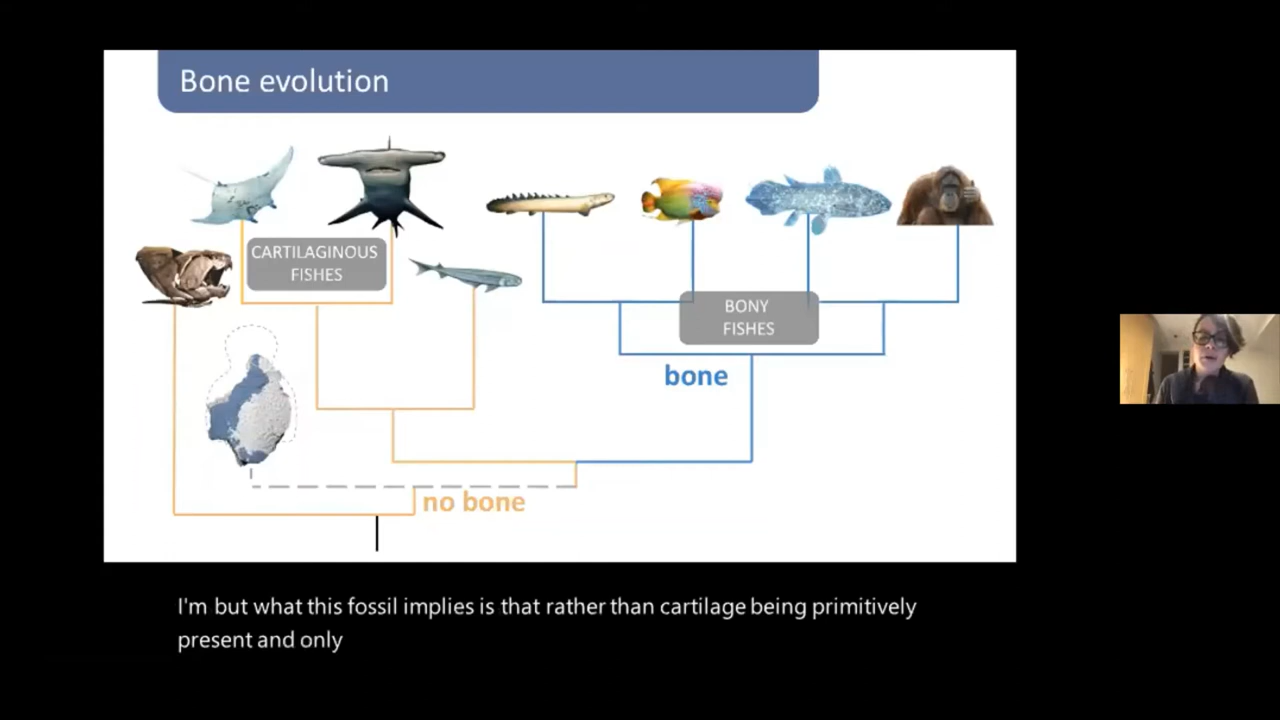 Bone evolution
CARTILAGINOUS
FISHES
BONY
FISHES
bone
no bone
I'm but what this fossil implies is that rather than cartilage being primitively
present and only